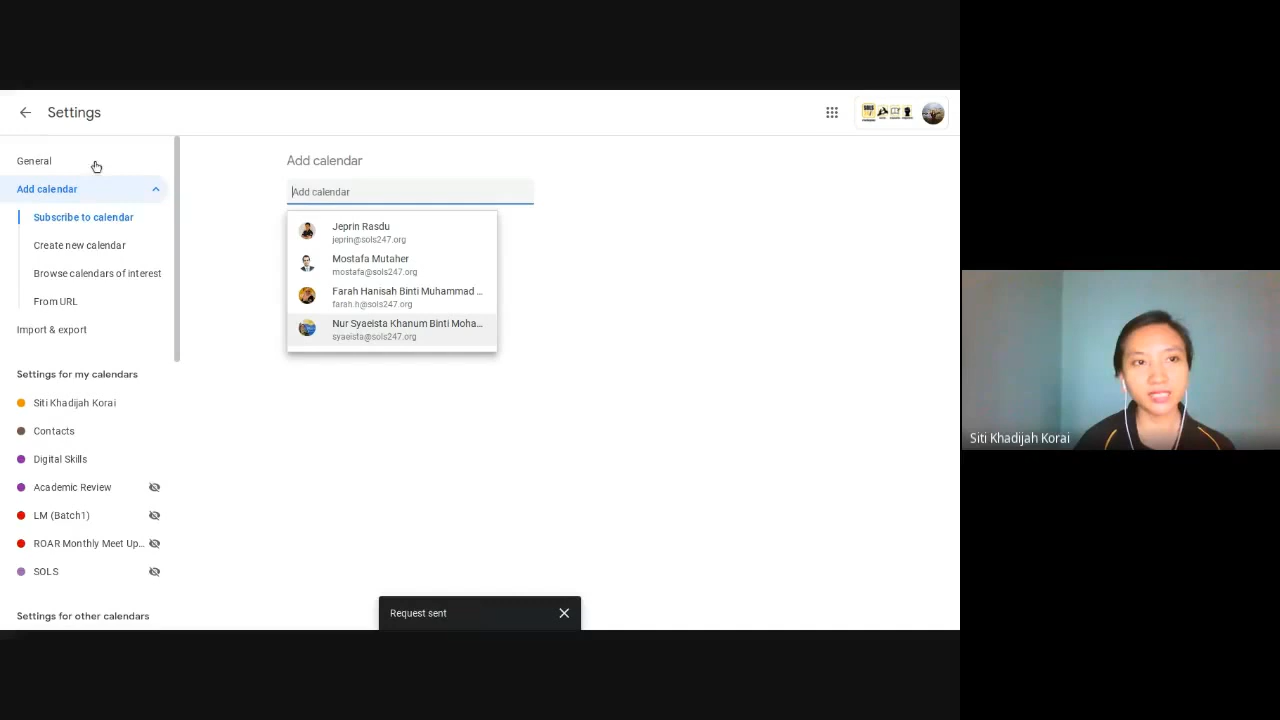 Settings
General
Add calendar
Subscribe to calendar
Create new calendar
Browse calendars of interest
From URL
Import & export
Settings for my calendars
Siti Khadijah Korai
Contacts
Digital Skills
Academic Review
LM (Batch1)
ROAR Monthly Meet Up...
SOLS
Settings for other calendars
Add calendar
Add calendar
Jeprin Rasdu
jeprin@sols247.org
Mostafa Mutaher
mostafa@sols247.org
Farah Hanisah Binti Muhammad ...
farah.h@sols247.org
Nur Syaeista Khanum Binti Moha...
syaeista@sols247.org
Request sent
Siti Khadijah Korai